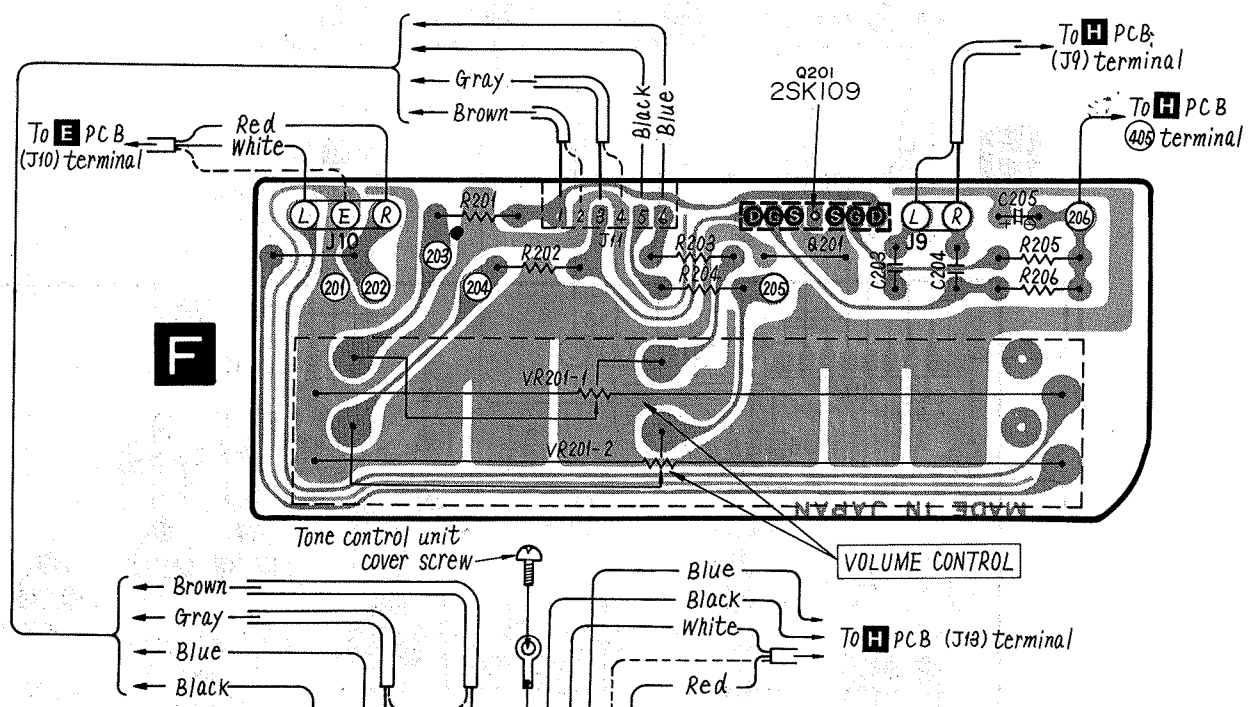 To H PCB
(J9) terminal
Q201
2SK109
Gray
Brown
Black
Blue
To H PCB
405 terminal
To E PCB
(J10) terminal
Red
White
L E R
J10
R201
1 2 3 4 5 6
J11
R203
D G S S G D
Q201
L R
J9
C205
206
203
R202
R204
C203
C204
R205
R206
201
202
204
205
F
VR201-1
VR201-2
MADE IN JAPAN
Tone control unit
cover screw
VOLUME CONTROL
Brown
Gray
Blue
Black
Blue
Black
White
Red
To H PCB (J13) terminal